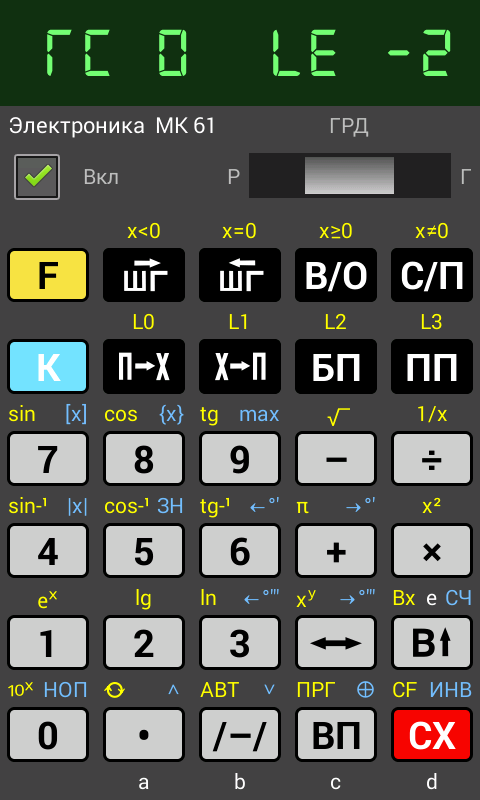 ГС 0 LE -2
Электроника МК 61 ГРД
Вкл Р Г
x<0 x=0 x≥0 x≠0
F ШГ ШГ В/О С/П
L0 L1 L2 L3
К П→X X→П БП ПП
sin [x] cos {x} tg max √ 1/x
7 8 9 − ÷
sin-¹ |x| cos-¹ ЗН tg-¹ ←°' π →°' x²
4 5 6 + ×
eˣ lg ln ←°'" xʸ →°'" Вx e СЧ
1 2 3 ↔ В↑
10ˣ НОП ^ АВТ ˅ ПРГ ⊕ CF ИНВ
0 • /−/ ВП СХ
a b c d